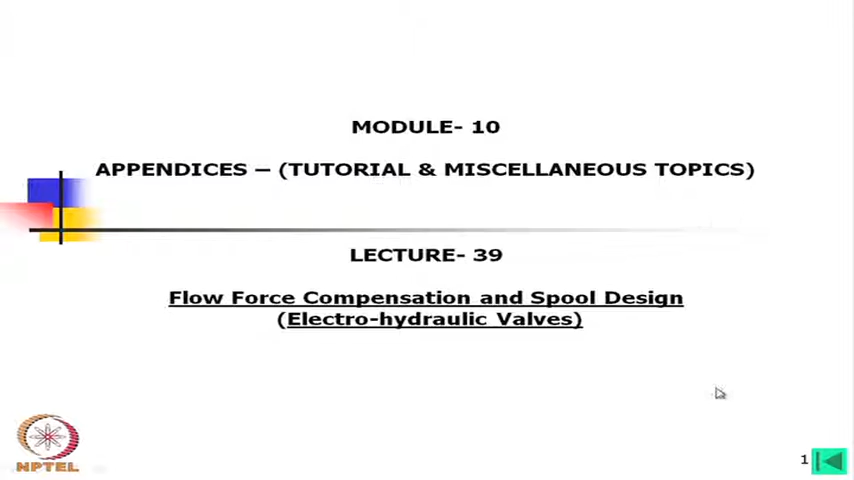 MODULE- 10
APPENDICES – (TUTORIAL & MISCELLANEOUS TOPICS)
LECTURE- 39
Flow Force Compensation and Spool Design
(Electro-hydraulic Valves)
NPTEL
1